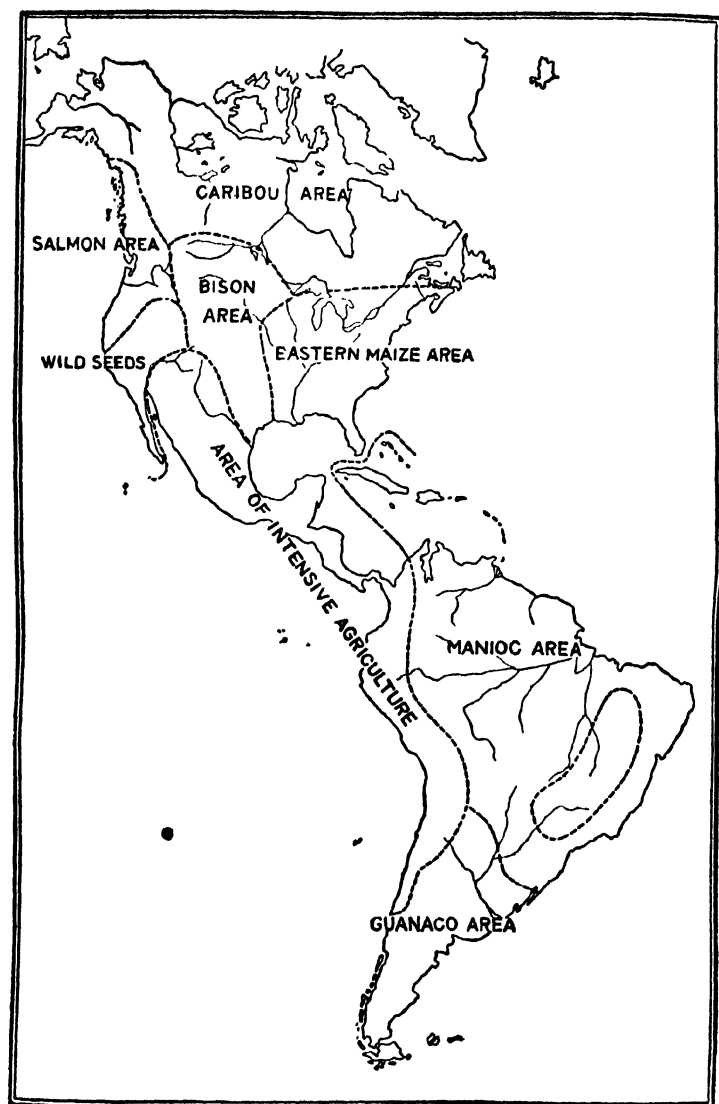 CARIBOU AREA
SALMON AREA
BISON
AREA
WILD SEEDS
EASTERN MAIZE AREA
AREA OF INTENSIVE AGRICULTURE
MANIOC AREA
GUANACO AREA